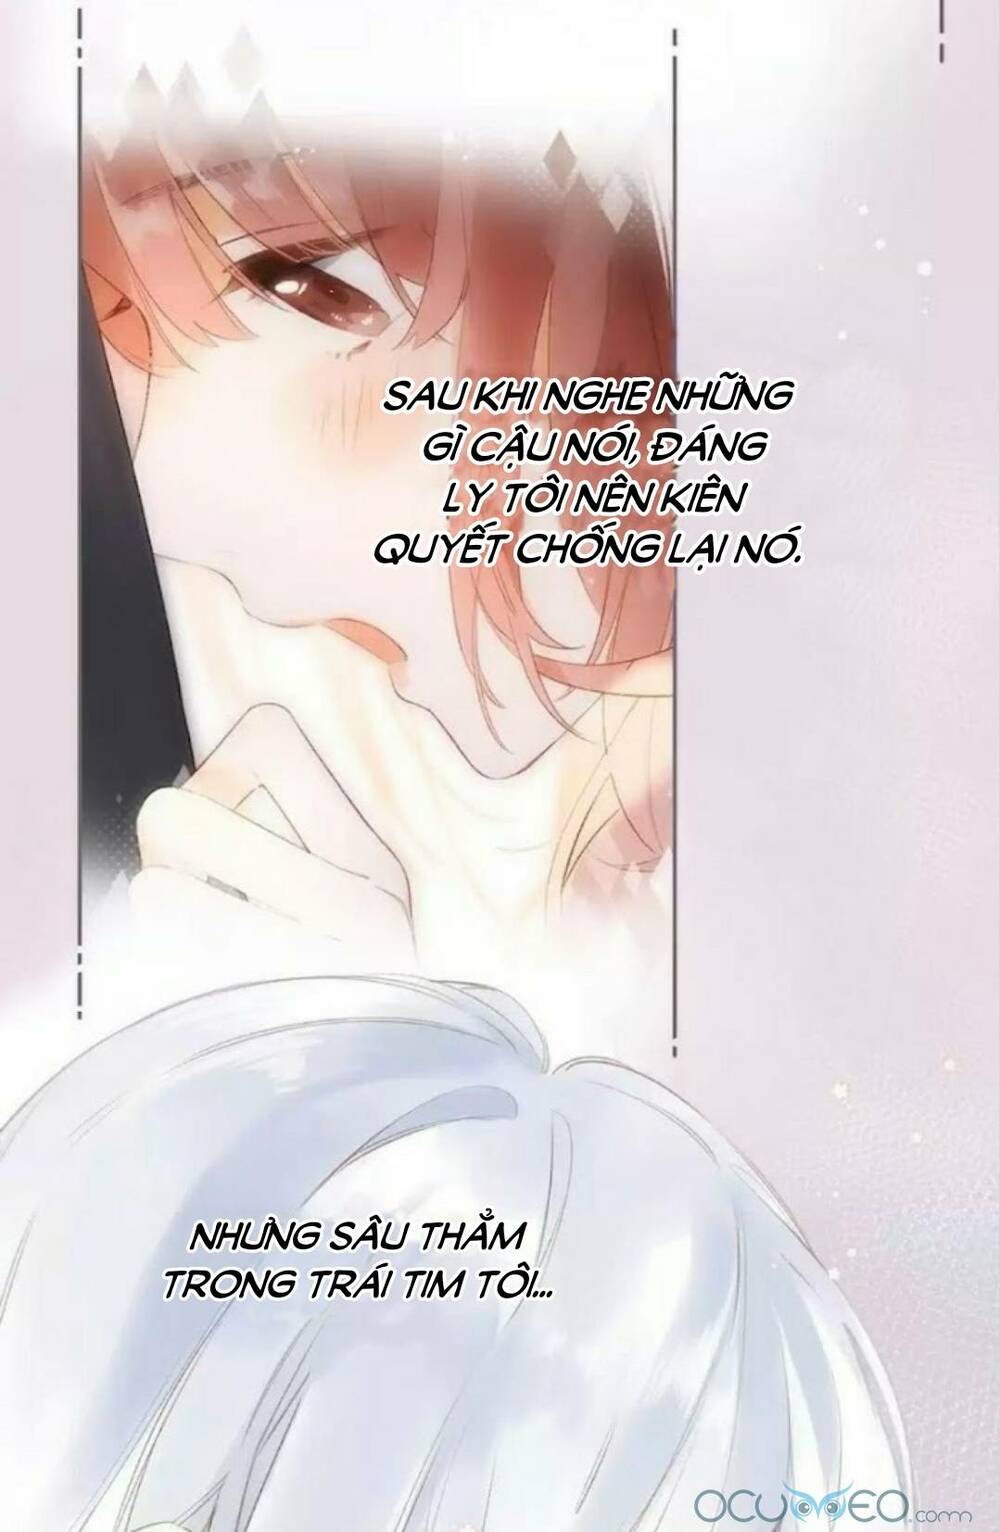 SAU KHI NGHE NHỮNG
GÌ CẬU NÓI, ĐÁNG
LY TÔI NÊN KIÊN
QUYẾT CHỐNG LẠI NÓ.
NHƯNG SÂU THẲM
TRONG TRÁI TIM TÔI...
OCUMEO.com